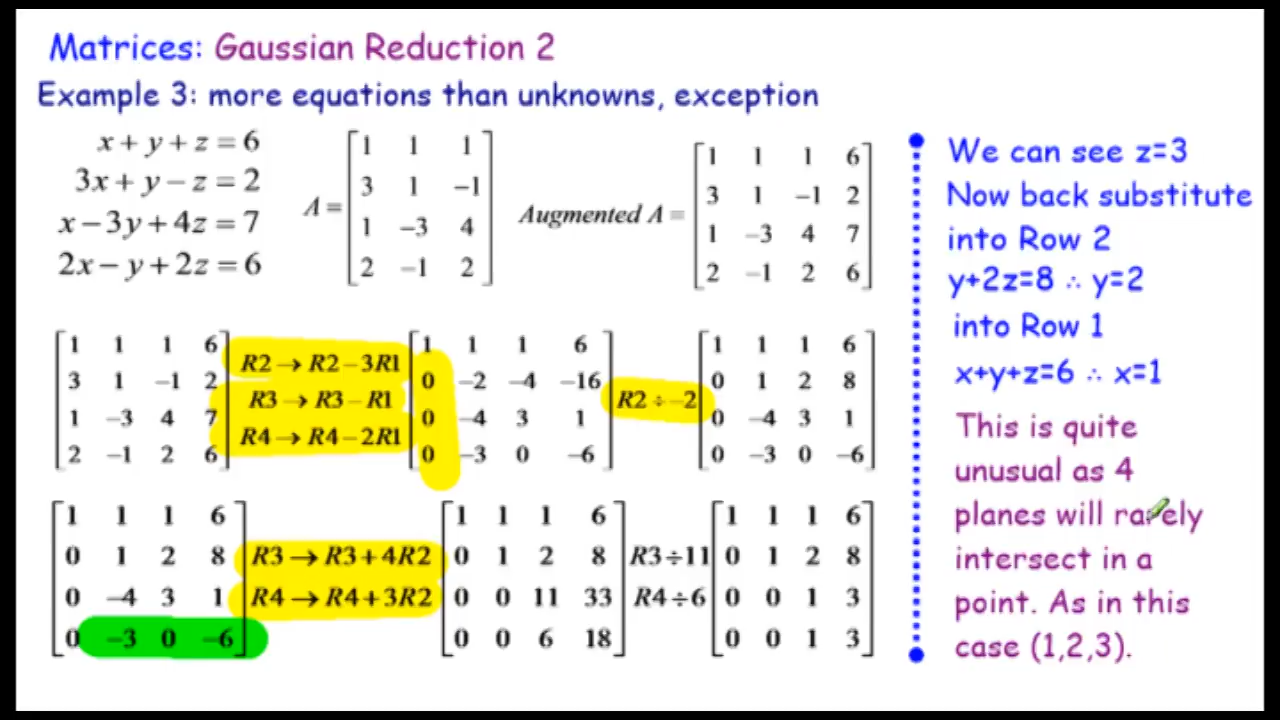 Matrices: Gaussian Reduction 2
Example 3: more equations than unknowns, exception
x + y + z = 6
3x + y − z = 2
x − 3y + 4z = 7
2x − y + 2z = 6
A =
1 1 1
3 1 −1
1 −3 4
2 −1 2
Augmented A =
1 1 1 6
3 1 −1 2
1 −3 4 7
2 −1 2 6
1 1 1 6
3 1 −1 2
1 −3 4 7
2 −1 2 6
R2 → R2 − 3R1
R3 → R3 − R1
R4 → R4 − 2R1
1 1 1 6
0 −2 −4 −16
0 −4 3 1
0 −3 0 −6
R2 ÷ −2
1 1 1 6
0 1 2 8
0 −4 3 1
0 −3 0 −6
1 1 1 6
0 1 2 8
0 −4 3 1
0 −3 0 −6
R3 → R3 + 4R2
R4 → R4 + 3R2
1 1 1 6
0 1 2 8
0 0 11 33
0 0 6 18
R3 ÷ 11
R4 ÷ 6
1 1 1 6
0 1 2 8
0 0 1 3
0 0 1 3
We can see z=3
Now back substitute
into Row 2
y+2z=8 ∴ y=2
into Row 1
x+y+z=6 ∴ x=1
This is quite
unusual as 4
planes will rarely
intersect in a
point. As in this
case (1,2,3).